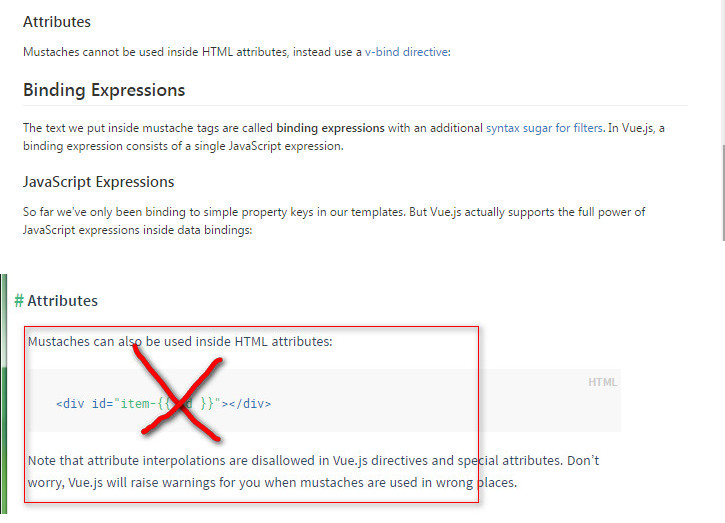 Attributes
Mustaches cannot be used inside HTML attributes, instead use a v-bind directive:
Binding Expressions
The text we put inside mustache tags are called binding expressions with an additional syntax sugar for filters. In Vue.js, a
binding expression consists of a single JavaScript expression.
JavaScript Expressions
So far we've only been binding to simple property keys in our templates. But Vue.js actually supports the full power of
JavaScript expressions inside data bindings:
# Attributes
Mustaches can also be used inside HTML attributes:
HTML
<div id="item-{{ }}"></div>
Note that attribute interpolations are disallowed in Vue.js directives and special attributes. Don’t
worry, Vue.js will raise warnings for you when mustaches are used in wrong places.